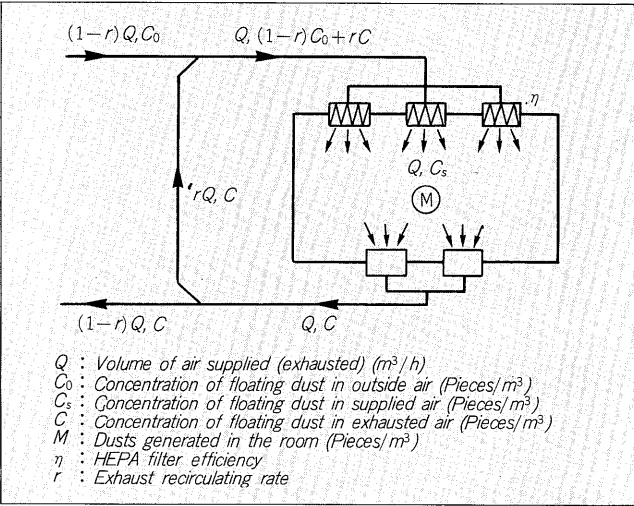 (1−r)Q, C₀
Q, (1−r)C₀+rC
η
Q, Cₛ
M
rQ, C
(1−r)Q, C
Q, C
Q : Volume of air supplied (exhausted) (m³/h)
C₀ : Concentration of floating dust in outside air (Pieces/m³)
Cₛ : Concentration of floating dust in supplied air (Pieces/m³)
C : Concentration of floating dust in exhausted air (Pieces/m³)
M : Dusts generated in the room (Pieces/m³)
η : HEPA filter efficiency
r : Exhaust recirculating rate